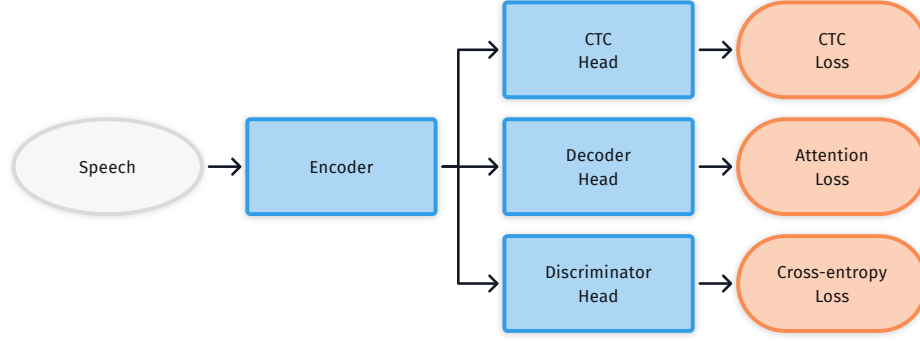 CTC
Head
CTC
Loss
Speech
Encoder
Decoder
Head
Attention
Loss
Discriminator
Head
Cross-entropy
Loss